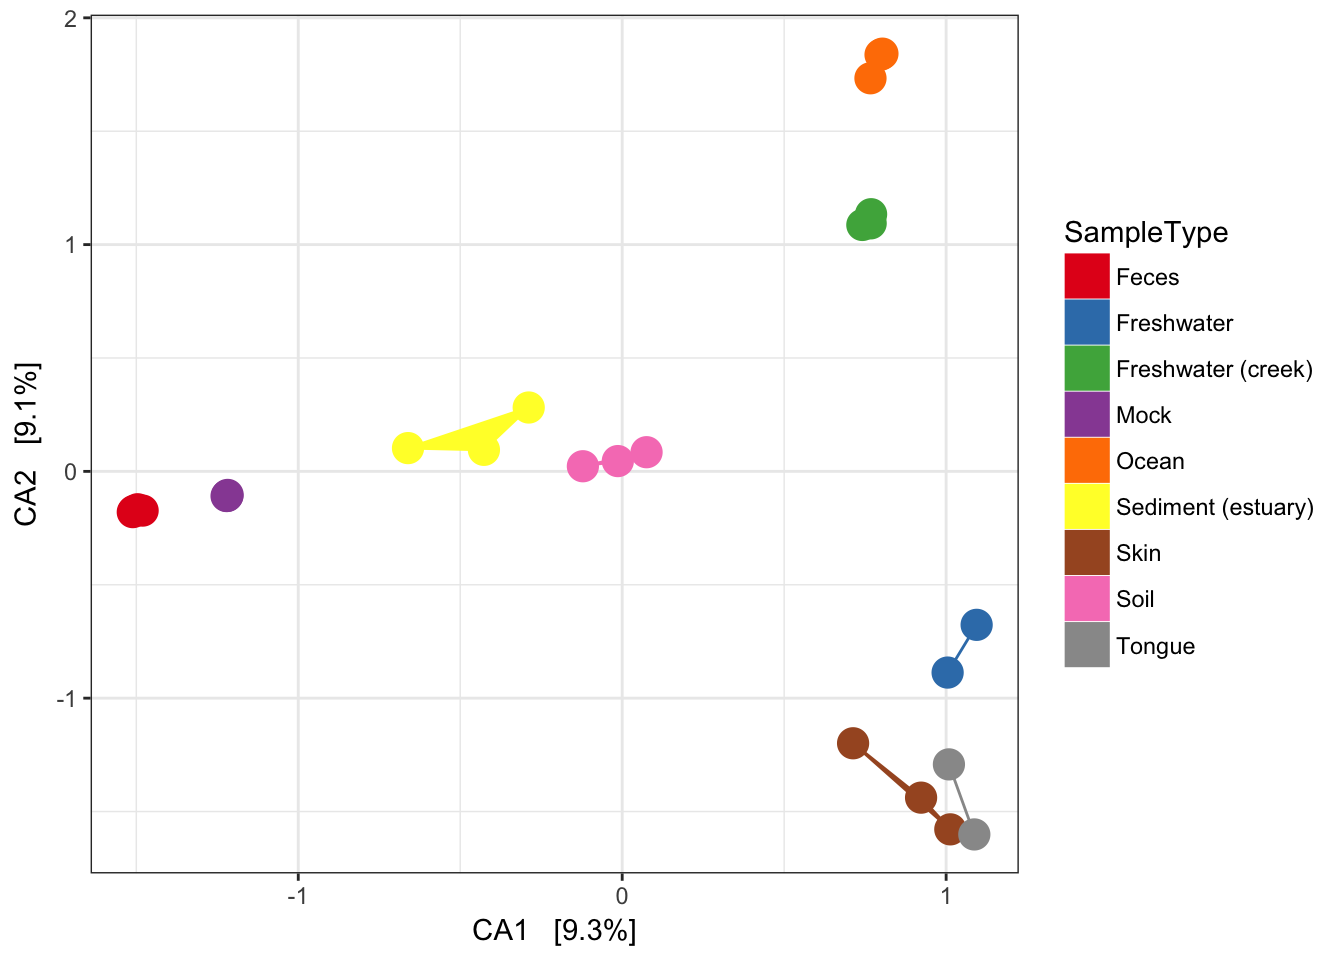 2
1
0
-1
CA2 [9.1%]
-1
0
1
CA1 [9.3%]
SampleType
Feces
Freshwater
Freshwater (creek)
Mock
Ocean
Sediment (estuary)
Skin
Soil
Tongue